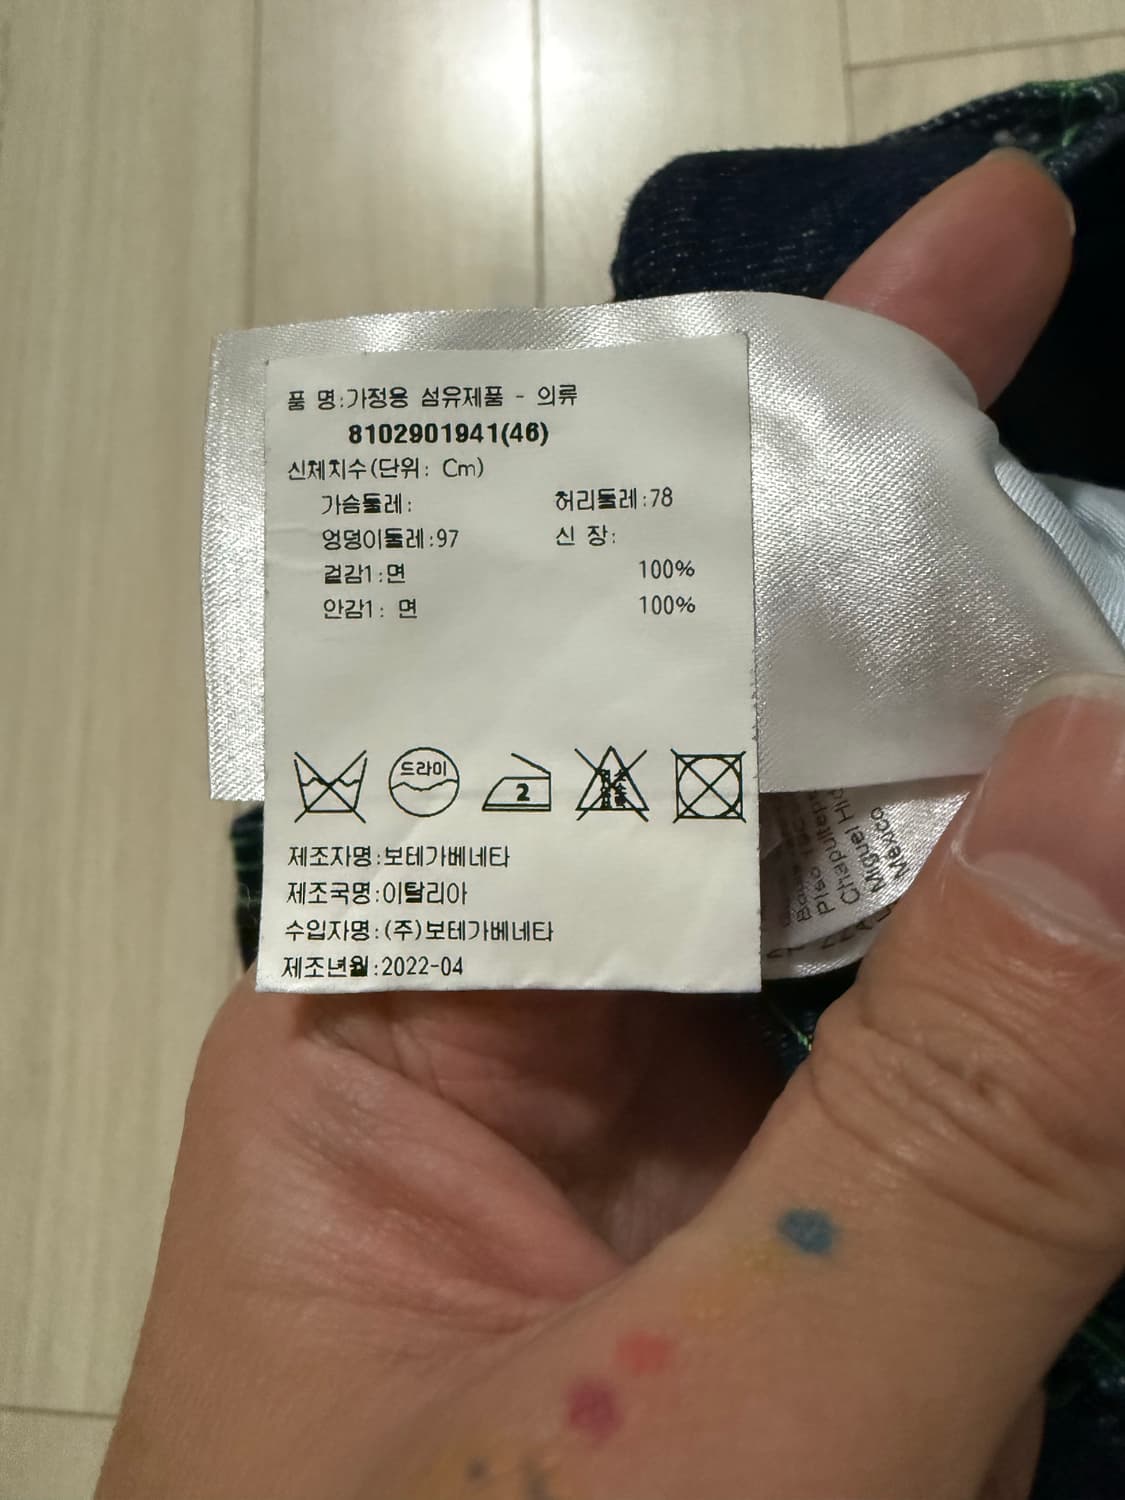 품 명:가정용 섬유제품 - 의류
8102901941(46)
신체치수(단위: Cm)
가슴둘레: 허리둘레:78
엉덩이둘레:97 신 장:
겉감1:면 100%
안감1: 면 100%
드라이
2
제조자명:보테가베네타
제조국명:이탈리아
수입자명:(주)보테가베네타
제조년월:2022-04
Chapultep
Miguel Hid
Mexico